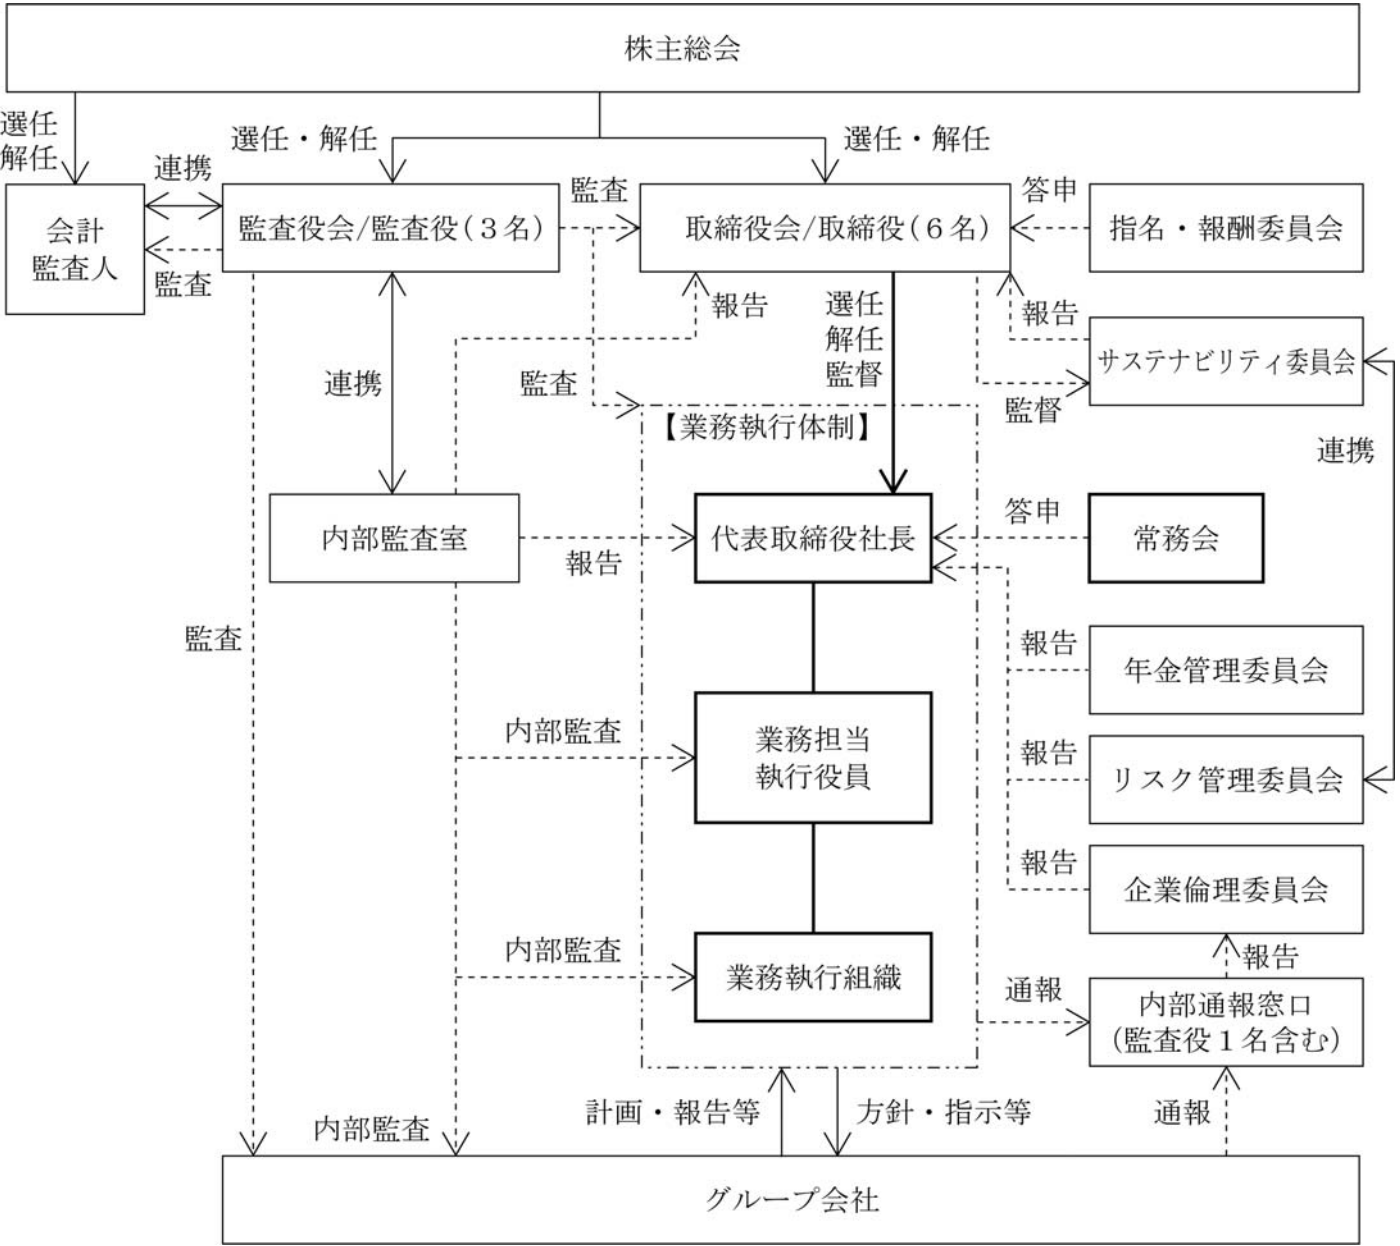 株主総会
選任
解任
選任・解任
選任・解任
連携
監査
答申
会計
監査人
監査役会/監査役(3名)
取締役会/取締役(6名)
指名・報酬委員会
監査
報告
選任
解任
監督
報告
サステナビリティ委員会
連携
監査
監督
【業務執行体制】
連携
内部監査室
報告
代表取締役社長
答申
常務会
監査
報告
年金管理委員会
内部監査
業務担当
執行役員
報告
リスク管理委員会
報告
企業倫理委員会
内部監査
業務執行組織
報告
通報
内部通報窓口
(監査役1名含む)
内部監査
計画・報告等
方針・指示等
通報
グループ会社